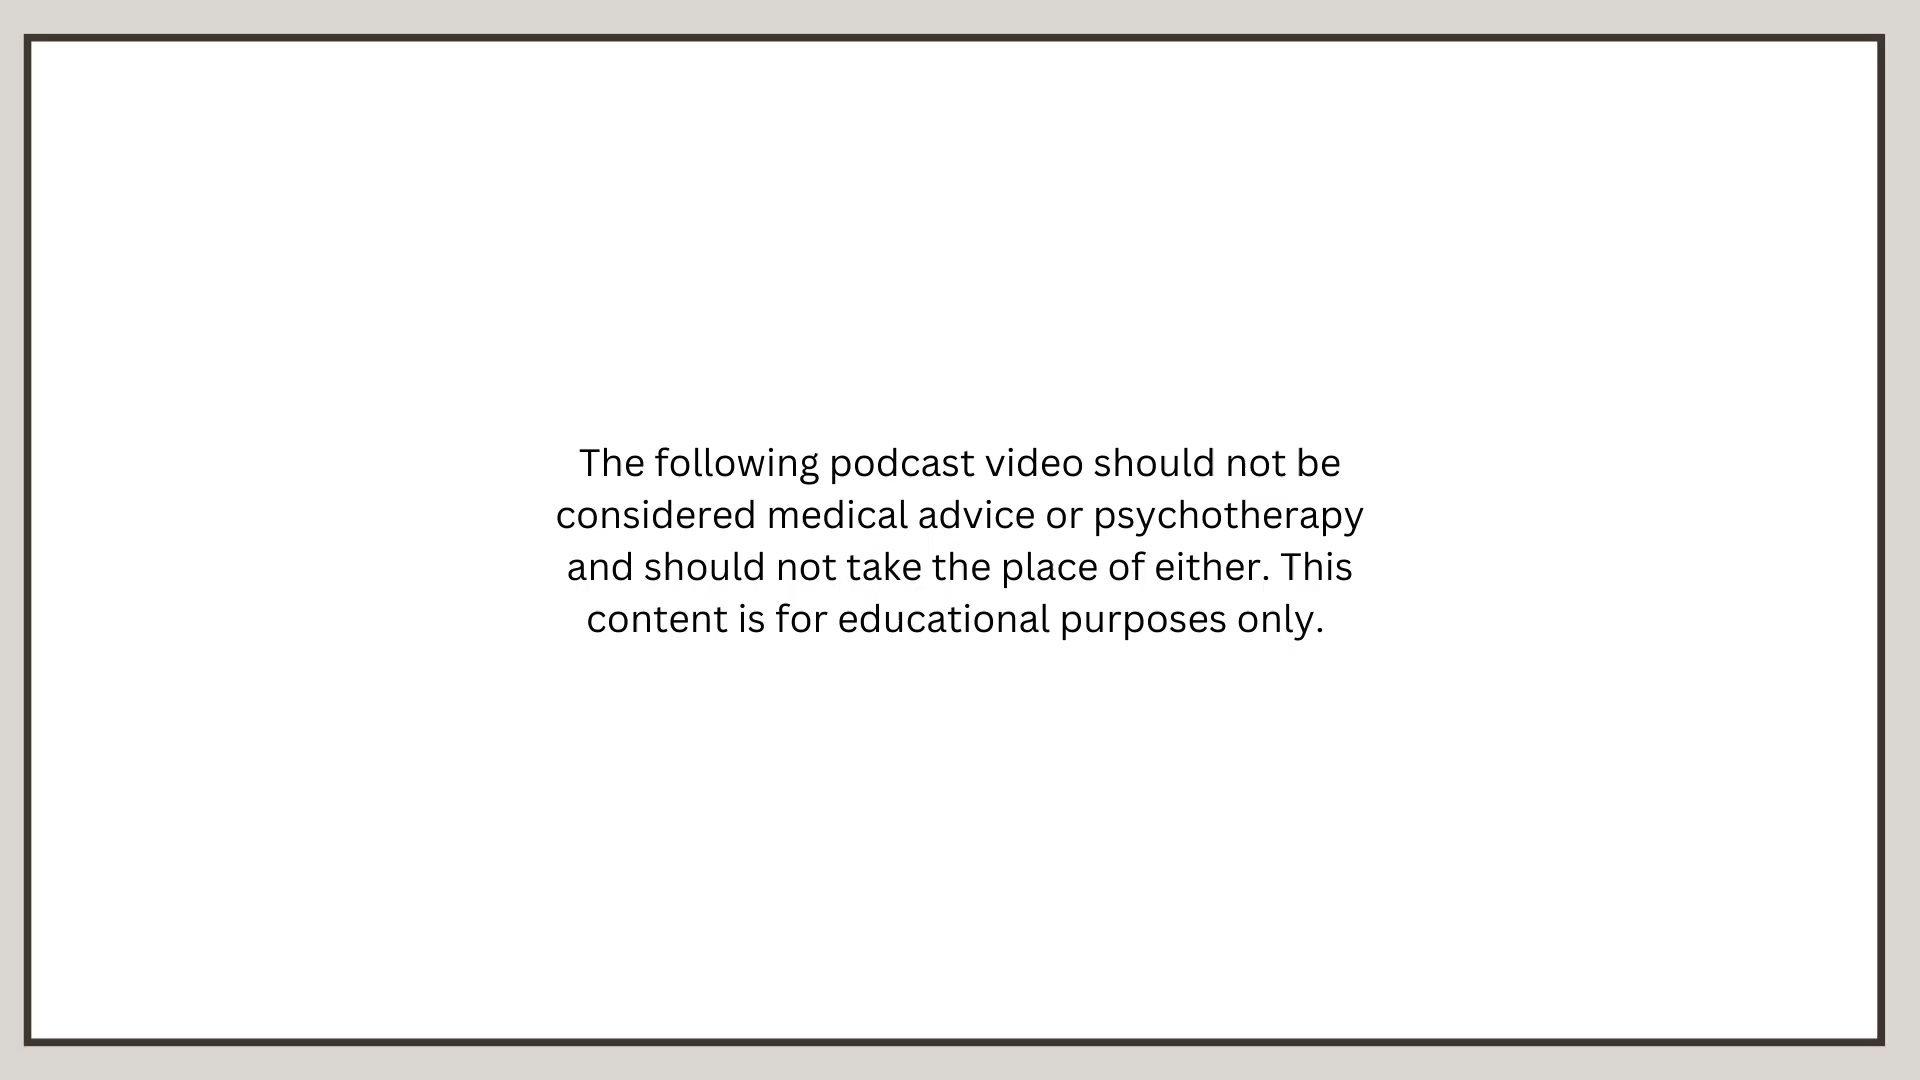 The following podcast video should not be
considered medical advice or psychotherapy
and should not take the place of either. This
content is for educational purposes only.